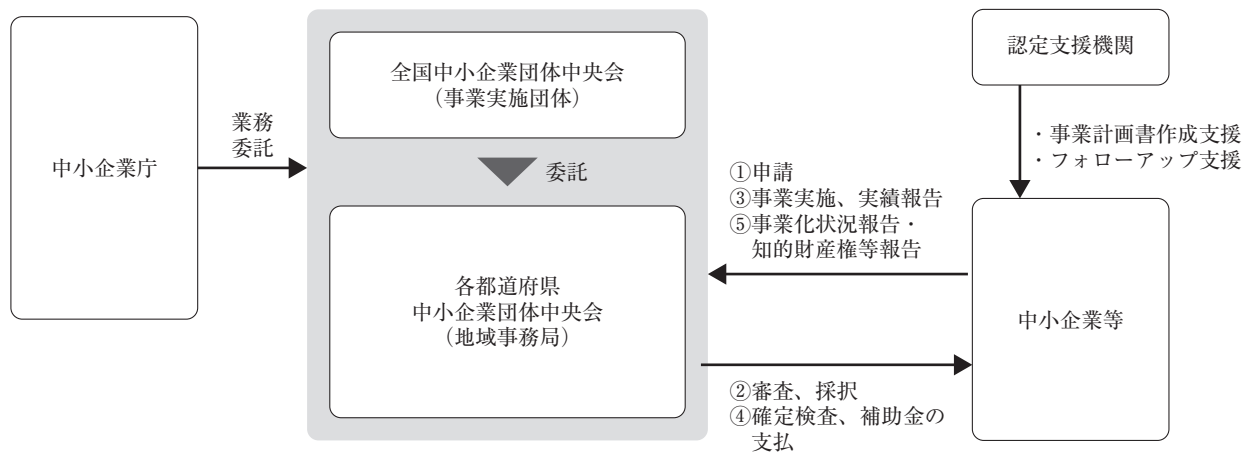 中小企業庁
業務
委託
全国中小企業団体中央会
（事業実施団体）
委託
各都道府県
中小企業団体中央会
（地域事務局）
①申請
③事業実施、実績報告
⑤事業化状況報告・
知的財産権等報告
②審査、採択
④確定検査、補助金の
支払
認定支援機関
・事業計画書作成支援
・フォローアップ支援
中小企業等